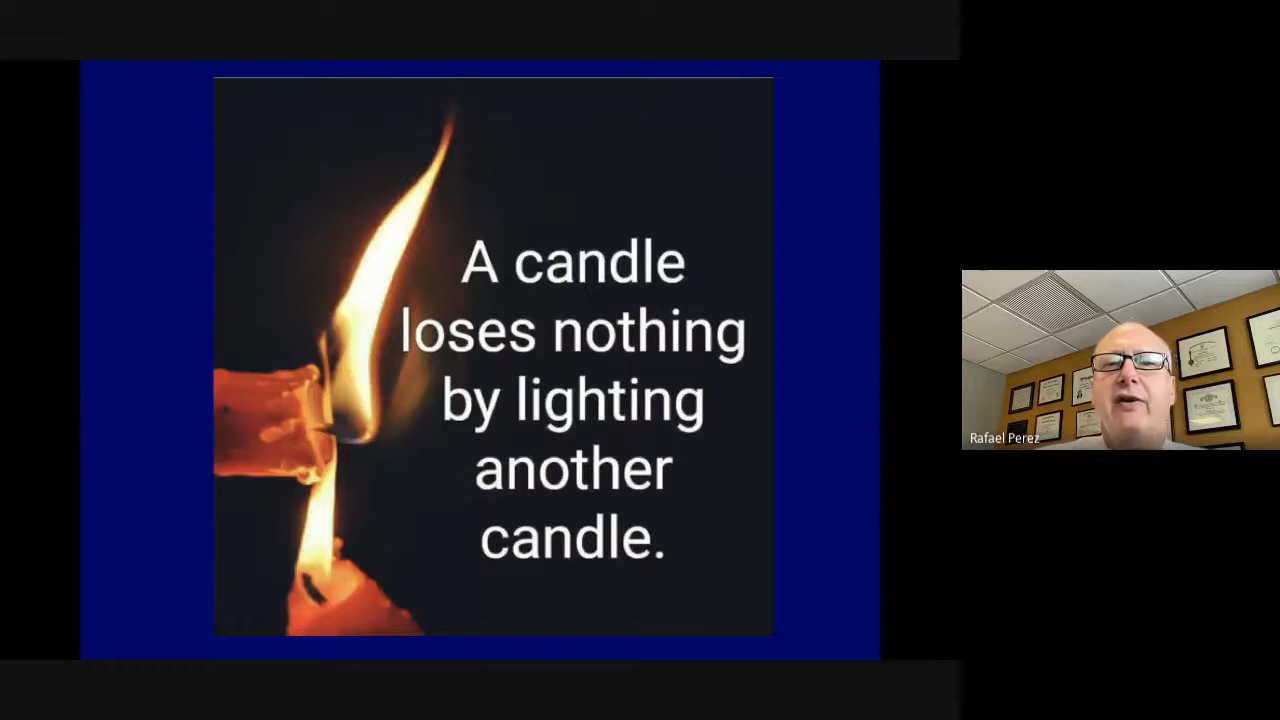 A candle
loses nothing
by lighting
another
candle.
Rafael Perez